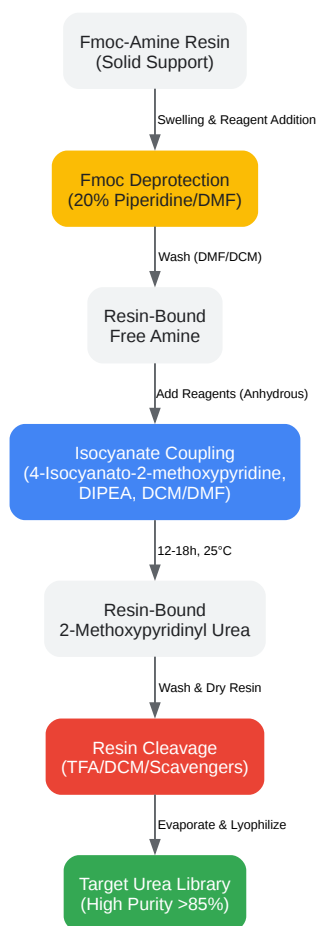 Fmoc-Amine Resin
(Solid Support)
Swelling & Reagent Addition
Fmoc Deprotection
(20% Piperidine/DMF)
Wash (DMF/DCM)
Resin-Bound
Free Amine
Add Reagents (Anhydrous)
Isocyanate Coupling
(4-Isocyanato-2-methoxypyridine,
DIPEA, DCM/DMF)
12-18h, 25°C
Resin-Bound
2-Methoxypyridinyl Urea
Wash & Dry Resin
Resin Cleavage
(TFA/DCM/Scavengers)
Evaporate & Lyophilize
Target Urea Library
(High Purity >85%)